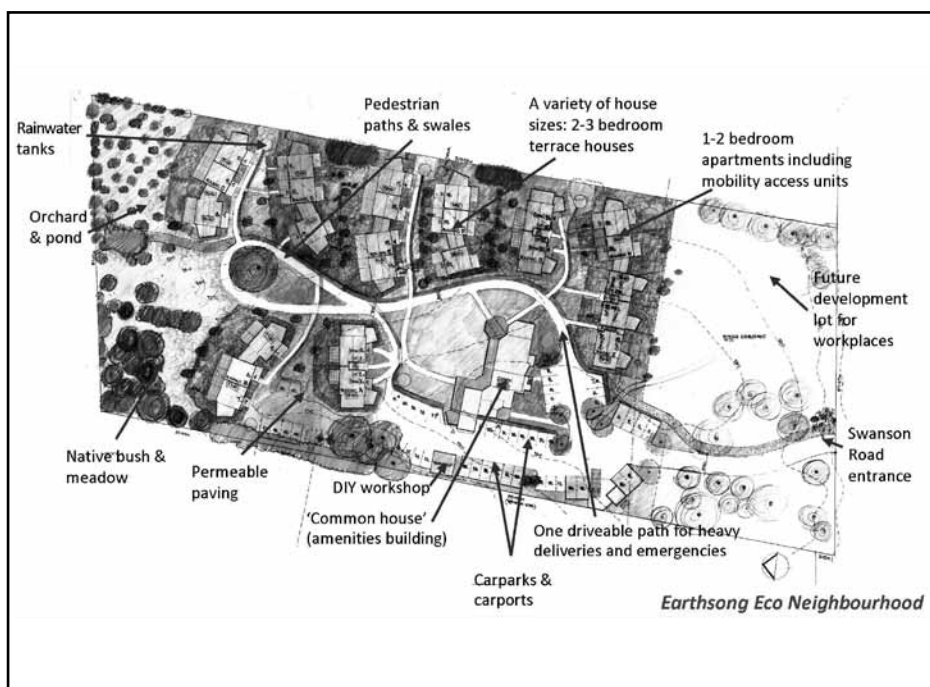 Pedestrian
paths & swales
A variety of house
sizes: 2-3 bedroom
terrace houses
1-2 bedroom
apartments including
mobility access units
Rainwater
tanks
Orchard
& pond
Future
development
lot for
workplaces
Native bush &
meadow
Permeable
paving
DIY workshop
'Common house'
(amenities building)
One driveable path for heavy
deliveries and emergencies
Carparks &
carports
Swanson
Road
entrance
Earthsong Eco Neighbourhood